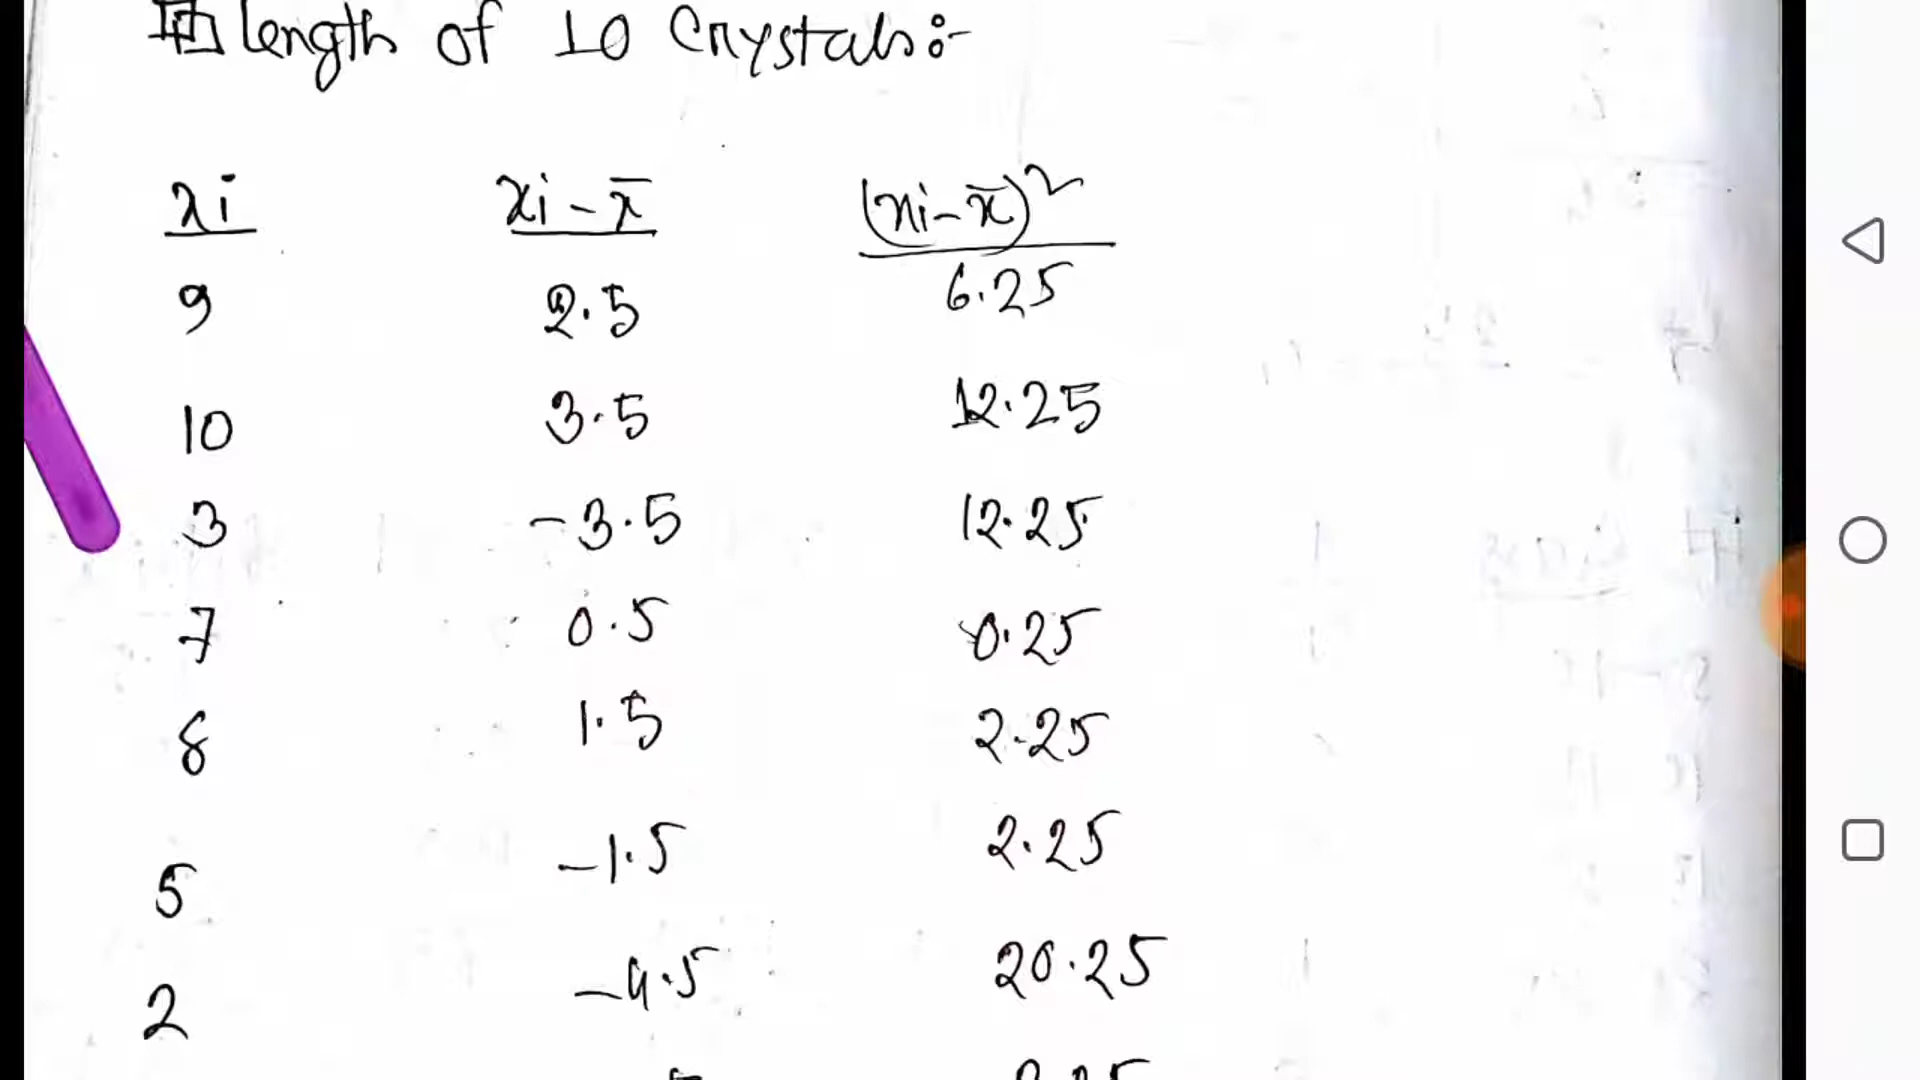 length of 10 Crystals:-
xi xi - x̄ (xi-x̄)²
9 2.5 6.25
10 3.5 12.25
3 -3.5 12.25
7 0.5 0.25
8 1.5 2.25
5 -1.5 2.25
2 -4.5 20.25